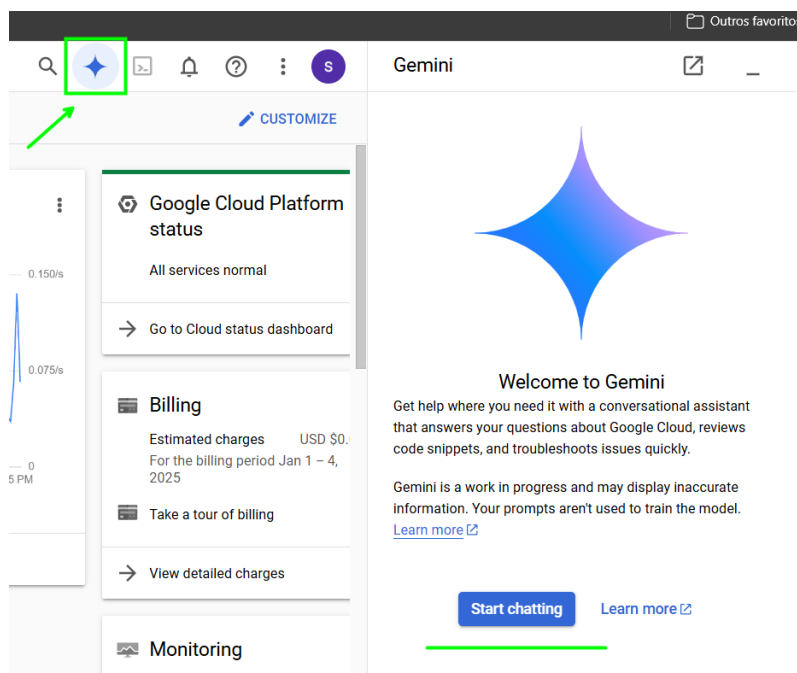 Outros favoritos
S
Gemini
CUSTOMIZE
0.150/s
0.075/s
0
5 PM
Google Cloud Platform
status
All services normal
Go to Cloud status dashboard
Billing
Estimated charges USD $0.
For the billing period Jan 1 – 4,
2025
Take a tour of billing
View detailed charges
Monitoring
Welcome to Gemini
Get help where you need it with a conversational assistant
that answers your questions about Google Cloud, reviews
code snippets, and troubleshoots issues quickly.
Gemini is a work in progress and may display inaccurate
information. Your prompts aren't used to train the model.
Learn more
Start chatting
Learn more